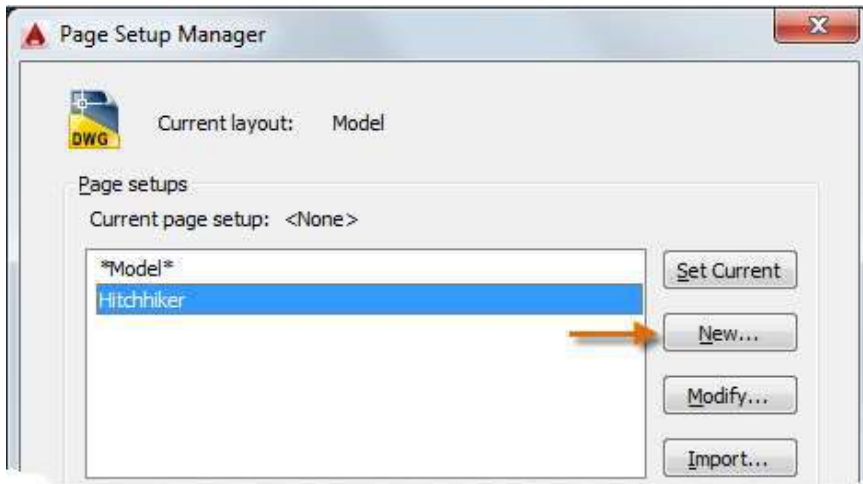 Page Setup Manager
X
DWG
Current layout: Model
Page setups
Current page setup: <None>
*Model*
Hitchhiker
Set Current
New...
Modify...
Import...